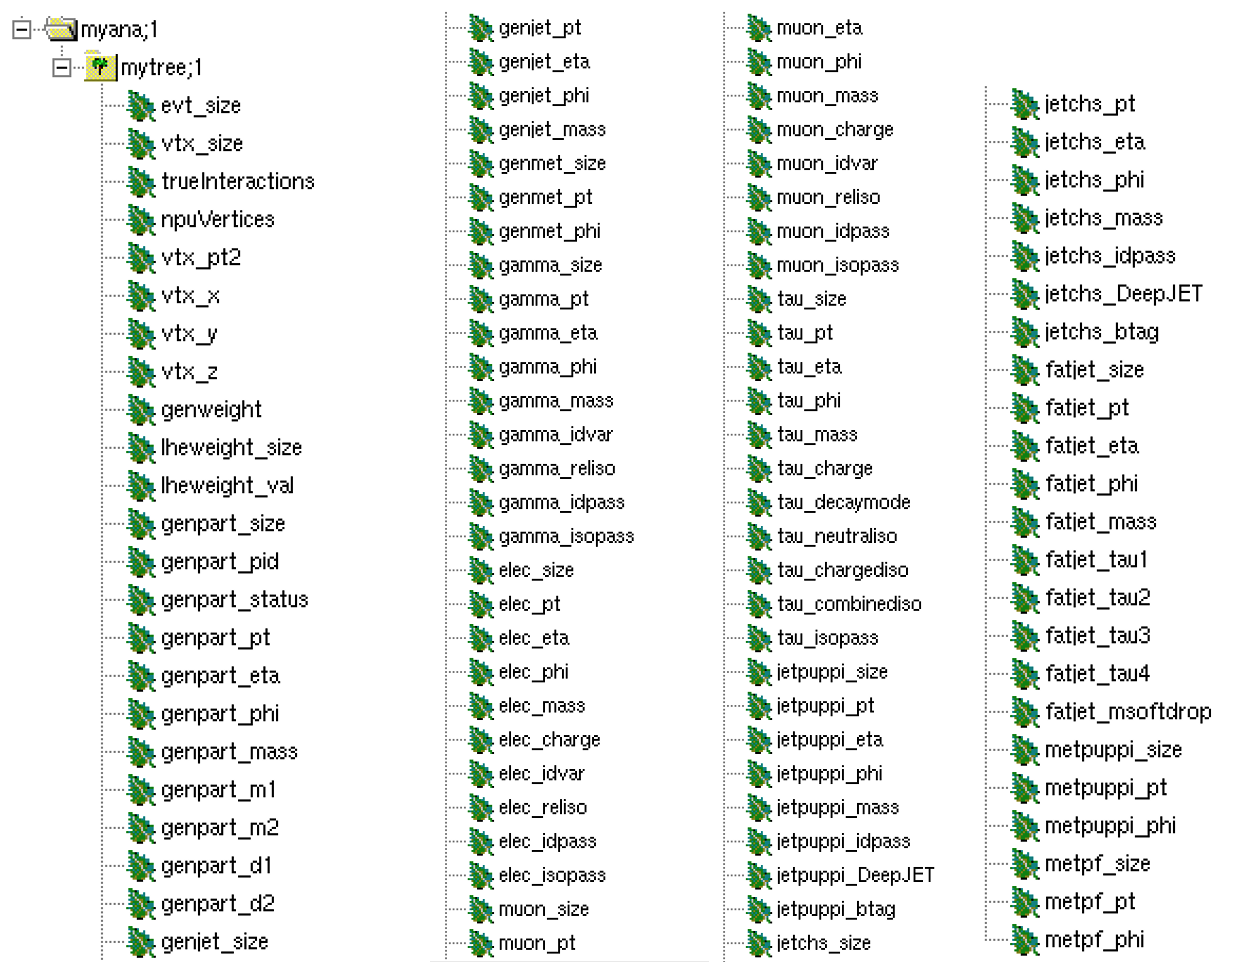 myana;1
mytree;1
evt_size
vtx_size
trueInteractions
npuVertices
vtx_pt2
vtx_x
vtx_y
vtx_z
genweight
lheweight_size
lheweight_val
genpart_size
genpart_pid
genpart_status
genpart_pt
genpart_eta
genpart_phi
genpart_mass
genpart_m1
genpart_m2
genpart_d1
genpart_d2
genjet_size
genjet_pt
genjet_eta
genjet_phi
genjet_mass
genmet_size
genmet_pt
genmet_phi
gamma_size
gamma_pt
gamma_eta
gamma_phi
gamma_mass
gamma_idvar
gamma_reliso
gamma_idpass
gamma_isopass
elec_size
elec_pt
elec_eta
elec_phi
elec_mass
elec_charge
elec_idvar
elec_reliso
elec_idpass
elec_isopass
muon_size
muon_pt
muon_eta
muon_phi
muon_mass
muon_charge
muon_idvar
muon_reliso
muon_idpass
muon_isopass
tau_size
tau_pt
tau_eta
tau_phi
tau_mass
tau_charge
tau_decaymode
tau_neutraliso
tau_chargediso
tau_combinediso
tau_isopass
jetpuppi_size
jetpuppi_pt
jetpuppi_eta
jetpuppi_phi
jetpuppi_mass
jetpuppi_idpass
jetpuppi_DeepJET
jetpuppi_btag
jetchs_size
jetchs_pt
jetchs_eta
jetchs_phi
jetchs_mass
jetchs_idpass
jetchs_DeepJET
jetchs_btag
fatjet_size
fatjet_pt
fatjet_eta
fatjet_phi
fatjet_mass
fatjet_tau1
fatjet_tau2
fatjet_tau3
fatjet_tau4
fatjet_msoftdrop
metpuppi_size
metpuppi_pt
metpuppi_phi
metpf_size
metpf_pt
metpf_phi